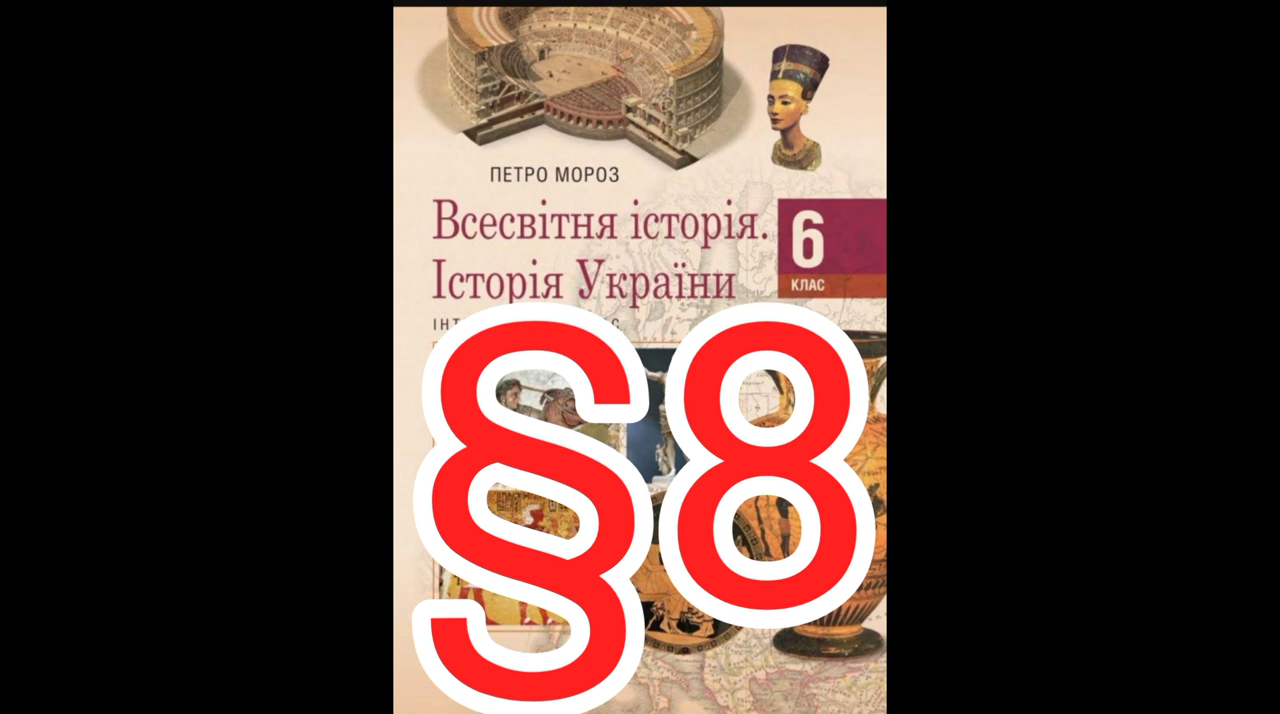 ПЕТРО МОРОЗ
Всесвітня історія.
Історія України
6
КЛАС
§8